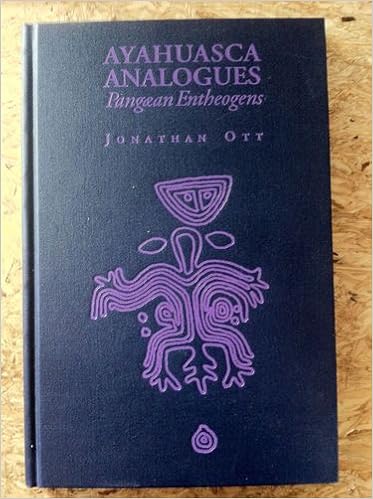 AYAHUASCA
ANALOGUES
Pangæan Entheogens
JONATHAN OTT